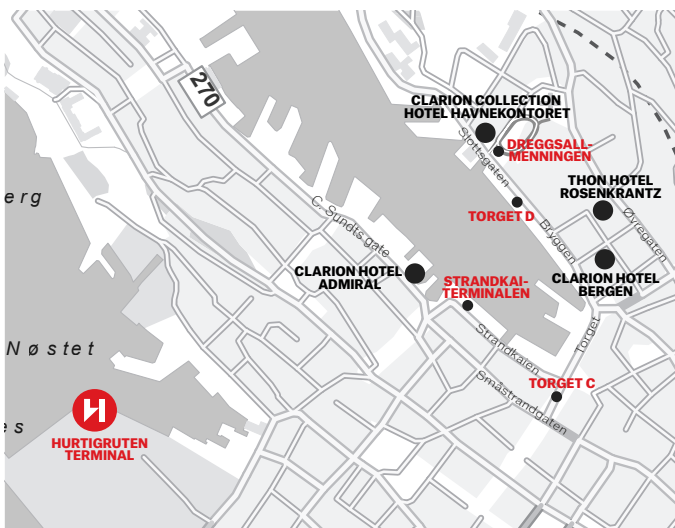 270
CLARION COLLECTION
HOTEL HAVNEKONTORET
DREGGSALL-
MENNINGEN
Slottsgaten
THON HOTEL
ROSENKRANTZ
erg
TORGET D
Bryggen
Øvregaten
C. Sundts gate
CLARION HOTEL
ADMIRAL
STRANDKAI-
TERMINALEN
CLARION HOTEL
BERGEN
Nøstet
Strandkaien
Torget
Småstrandgaten
TORGET C
es
HURTIGRUTEN
TERMINAL